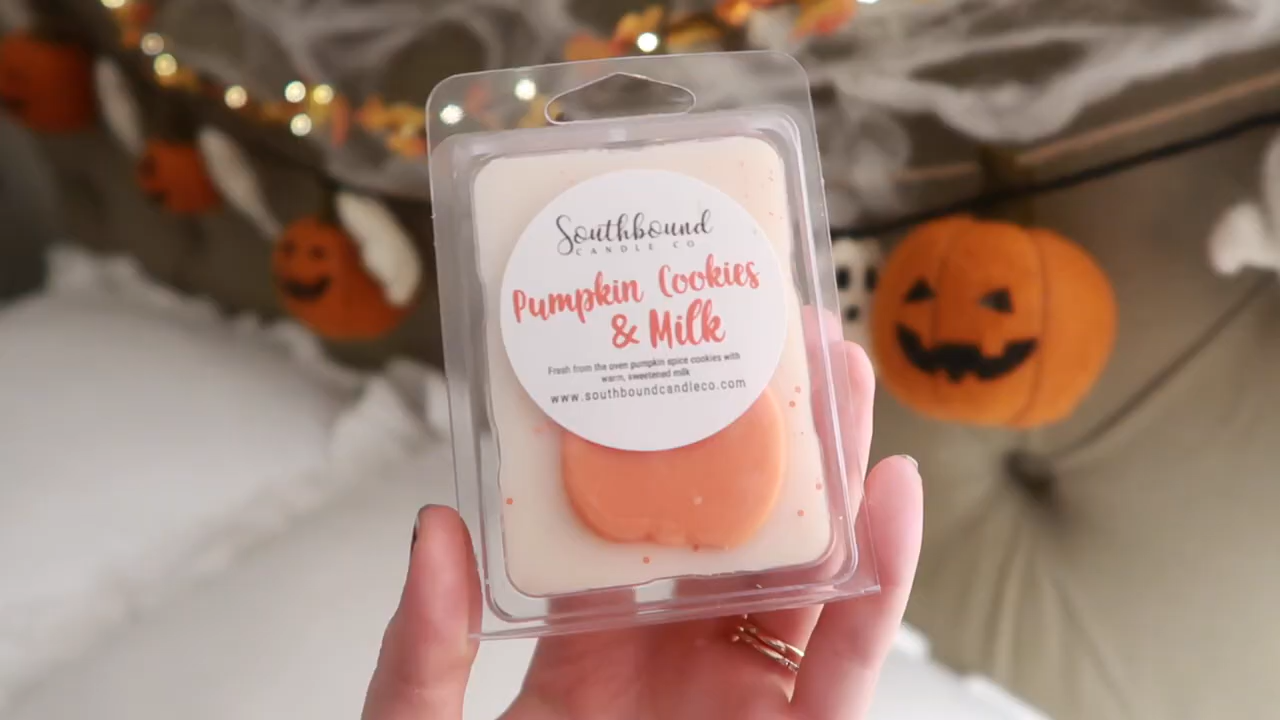 Southbound
CANDLE CO
Pumpkin Cookies
& Milk
Fresh from the oven pumpkin spice cookies with
warm, sweetened milk
www.southboundcandleco.com